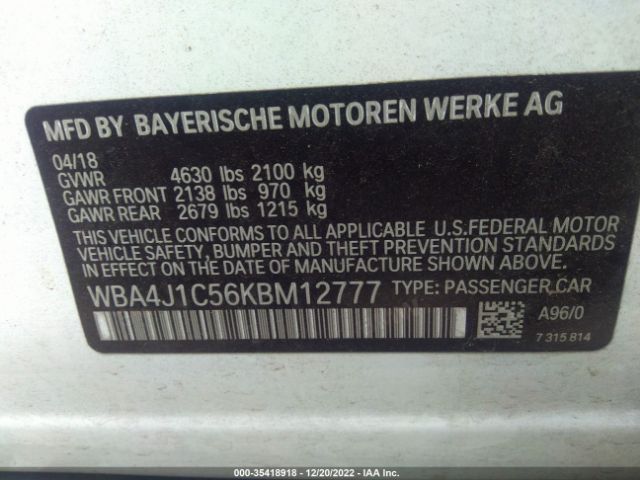 MFD BY BAYERISCHE MOTOREN WERKE AG
04/18
GVWR 4630 lbs 2100 kg
GAWR FRONT 2138 lbs 970 kg
GAWR REAR 2679 lbs 1215 kg
THIS VEHICLE CONFORMS TO ALL APPLICABLE U.S.FEDERAL MOTOR
VEHICLE SAFETY, BUMPER AND THEFT PREVENTION STANDARDS
IN EFFECT ON THE DATE OF MANUFACTURE SHOWN ABOVE.
WBA4J1C56KBM12777 TYPE: PASSENGER CAR
A96/0
7 315 814
000-35418918 - 12/20/2022 - IAA Inc.